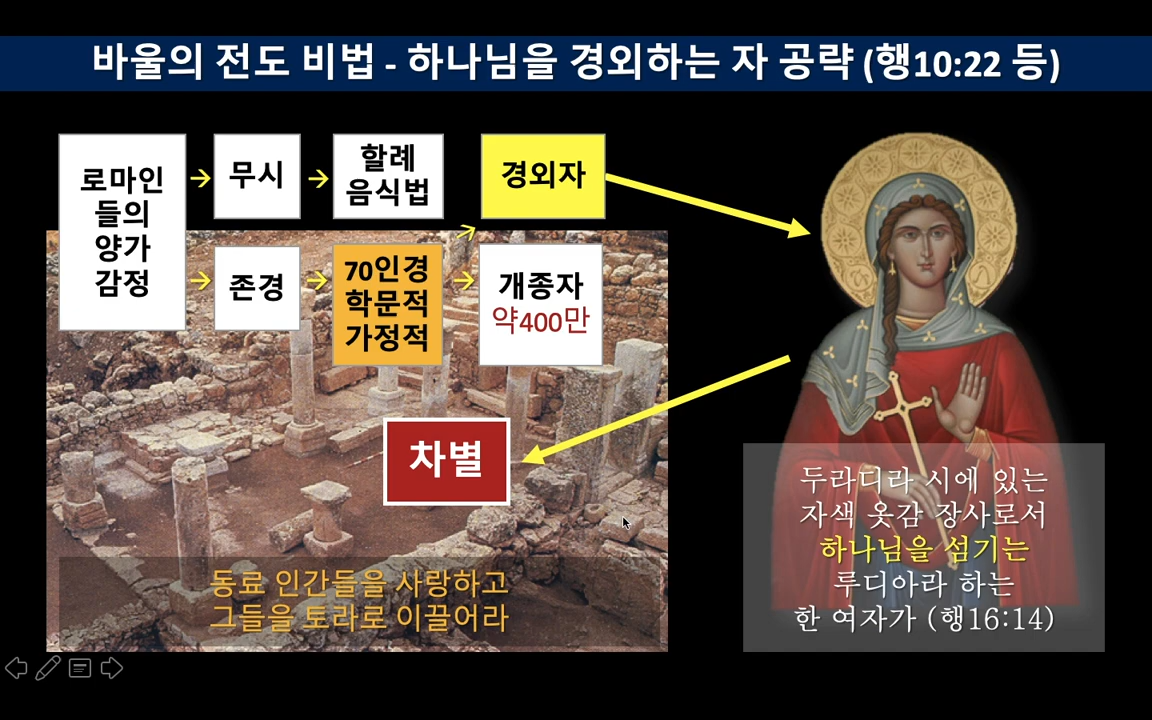 바울의 전도 비법 - 하나님을 경외하는 자 공략 (행10:22 등)
로마인
들의
양가
감정
무시
할례
음식법
경외자
존경
70인경
학문적
가정적
개종자
약400만
차별
동료 인간들을 사랑하고
그들을 토라로 이끌어라
두라디라 시에 있는
자색 옷감 장사로서
하나님을 섬기는
루디아라 하는
한 여자가 (행16:14)